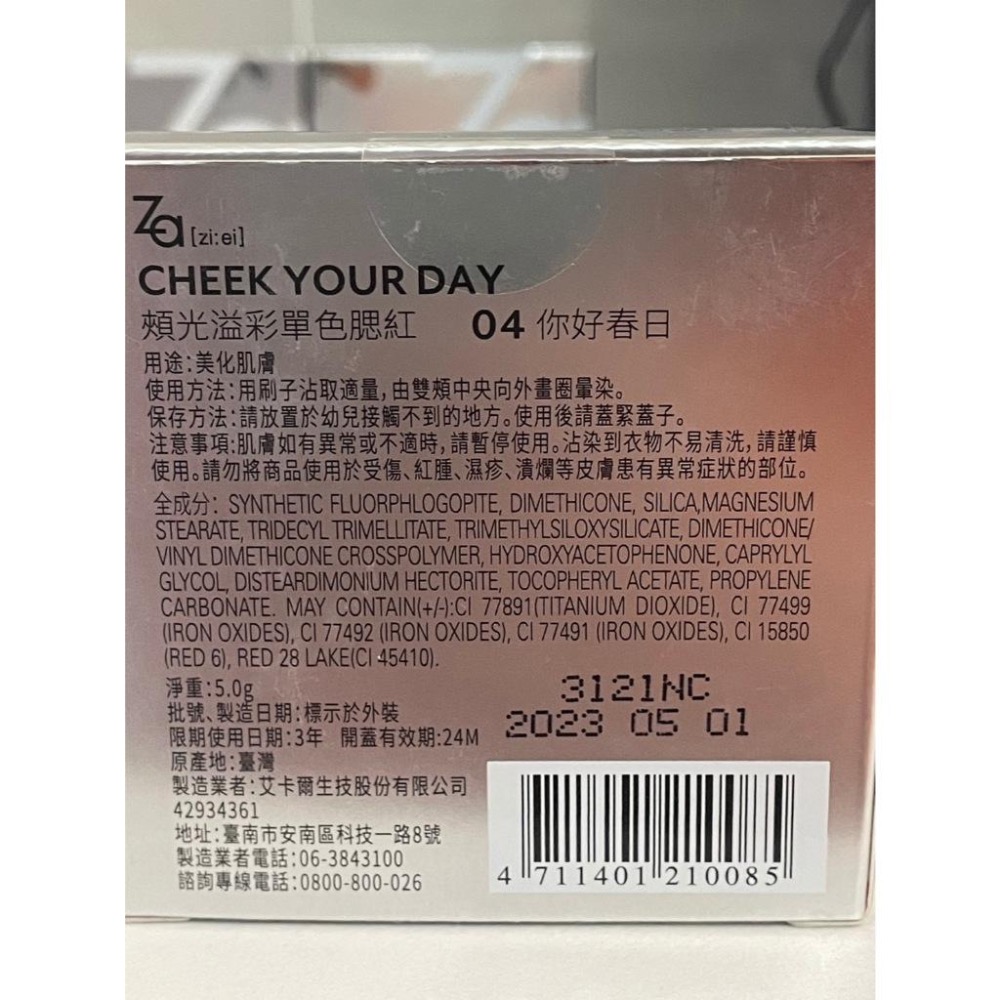 Za [zi:ei]
CHEEK YOUR DAY
頰光溢彩單色腮紅 04 你好春日
用途:美化肌膚
使用方法:用刷子沾取適量,由雙頰中央向外畫圈暈染。
保存方法:請放置於幼兒接觸不到的地方。使用後請蓋緊蓋子。
注意事項:肌膚如有異常或不適時,請暫停使用。沾染到衣物不易清洗,請謹慎
使用。請勿將商品使用於受傷、紅腫、濕疹、潰爛等皮膚患有異常症狀的部位。
全成分: SYNTHETIC FLUORPHLOGOPITE, DIMETHICONE, SILICA,MAGNESIUM
STEARATE, TRIDECYL TRIMELLITATE, TRIMETHYLSILOXYSILICATE, DIMETHICONE/
VINYL DIMETHICONE CROSSPOLYMER, HYDROXYACETOPHENONE, CAPRYLYL
GLYCOL, DISTEARDIMONIUM HECTORITE, TOCOPHERYL ACETATE, PROPYLENE
CARBONATE. MAY CONTAIN(+/-):CI 77891(TITANIUM DIOXIDE), CI 77499
(IRON OXIDES), CI 77492 (IRON OXIDES), CI 77491 (IRON OXIDES), CI 15850
(RED 6), RED 28 LAKE(CI 45410).
淨重:5.0g
批號、製造日期:標示於外裝
限期使用日期:3年 開蓋有效期:24M
原產地:臺灣
製造業者:艾卡爾生技股份有限公司
42934361
地址:臺南市安南區科技一路8號
製造業者電話:06-3843100
諮詢專線電話:0800-800-026
3121NC
2023 05 01
4 711401 210085